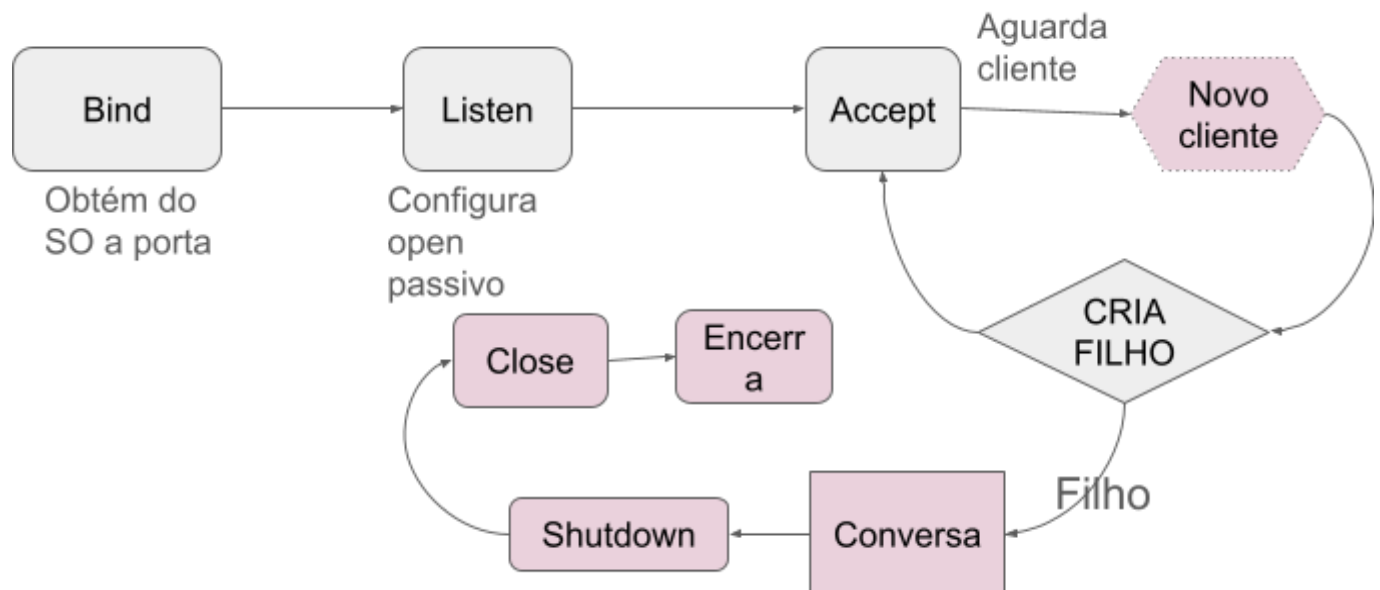 Bind
Obtém do
SO a porta
Listen
Configura
open
passivo
Accept
Aguarda
cliente
Novo
cliente
CRIA
FILHO
Filho
Conversa
Shutdown
Close
Encerr
a